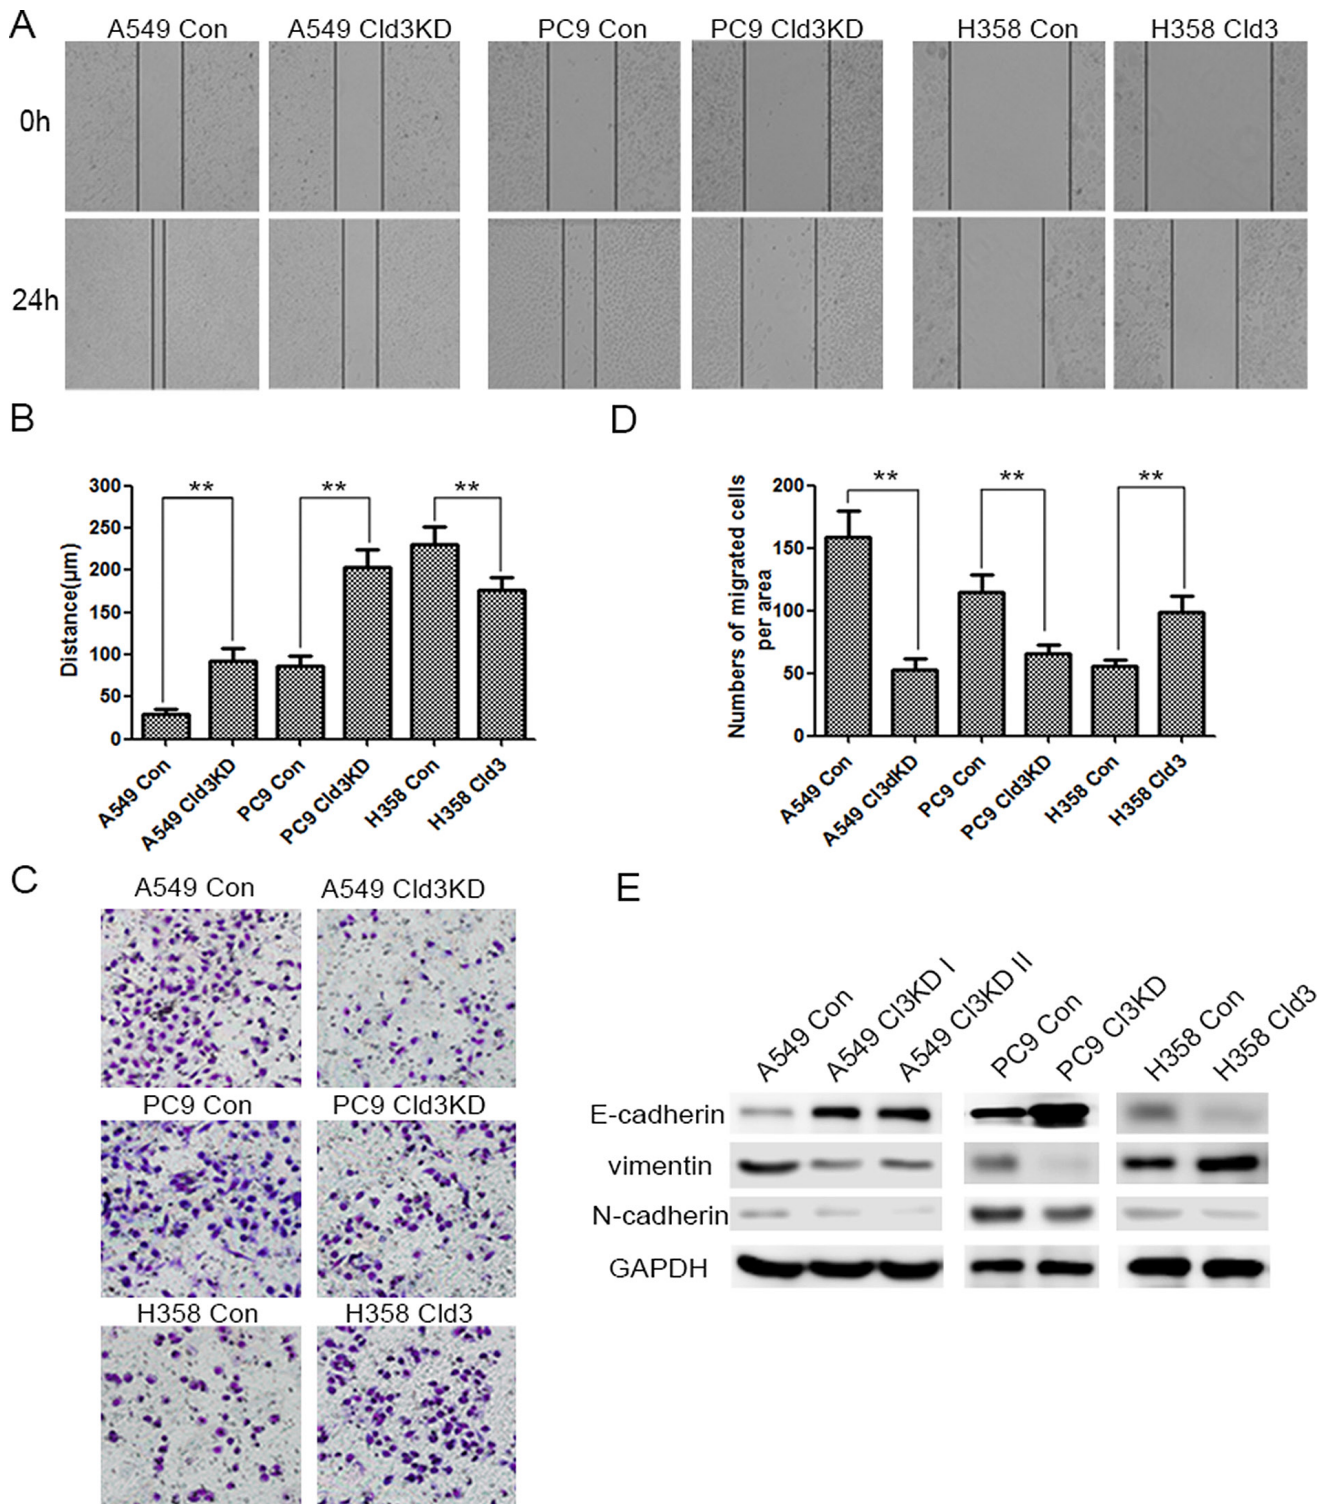 A
A549 Con
A549 Cld3KD
PC9 Con
PC9 Cld3KD
H358 Con
H358 Cld3
0h
24h
B
Distance(μm)
300
250
200
150
100
50
0
**
**
**
A549 Con
A549 Cld3KD
PC9 Con
PC9 Cld3KD
H358 Con
H358 Cld3
D
Numbers of migrated cells
per area
200
150
100
50
0
**
**
**
A549 Con
A549 Cl3dKD
PC9 Con
PC9 Cld3KD
H358 Con
H358 Cld3
C
A549 Con
A549 Cld3KD
PC9 Con
PC9 Cld3KD
H358 Con
H358 Cld3
E
A549 Con
A549 Cl3KD I
A549 Cl3KD II
PC9 Con
PC9 Cl3KD
H358 Con
H358 Cld3
E-cadherin
vimentin
N-cadherin
GAPDH